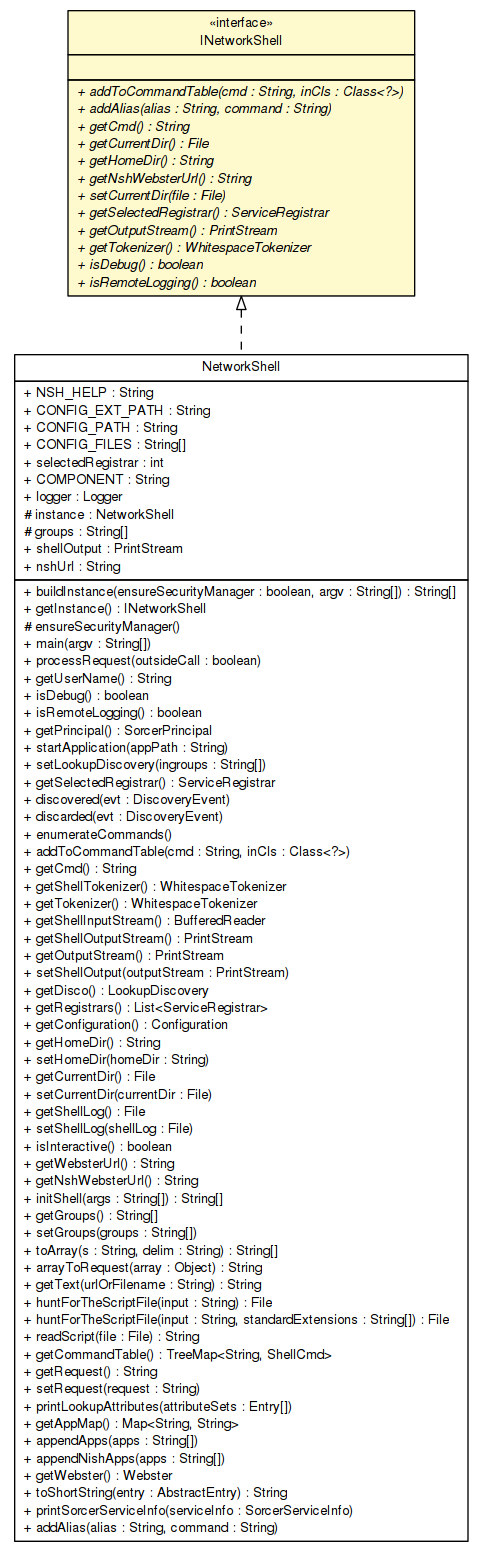 «interface»
INetworkShell
+ addToCommandTable(cmd : String, inCls : Class<?>)
+ addAlias(alias : String, command : String)
+ getCmd() : String
+ getCurrentDir() : File
+ getHomeDir() : String
+ getNshWebsterUrl() : String
+ setCurrentDir(file : File)
+ getSelectedRegistrar() : ServiceRegistrar
+ getOutputStream() : PrintStream
+ getTokenizer() : WhitespaceTokenizer
+ isDebug() : boolean
+ isRemoteLogging() : boolean
NetworkShell
+ NSH_HELP : String
+ CONFIG_EXT_PATH : String
+ CONFIG_PATH : String
+ CONFIG_FILES : String[]
+ selectedRegistrar : int
+ COMPONENT : String
+ logger : Logger
# instance : NetworkShell
# groups : String[]
+ shellOutput : PrintStream
+ nshUrl : String
+ buildInstance(ensureSecurityManager : boolean, argv : String[]) : String[]
+ getInstance() : INetworkShell
# ensureSecurityManager()
+ main(argv : String[])
+ processRequest(outsideCall : boolean)
+ getUserName() : String
+ isDebug() : boolean
+ isRemoteLogging() : boolean
+ getPrincipal() : SorcerPrincipal
+ startApplication(appPath : String)
+ setLookupDiscovery(ingroups : String[])
+ getSelectedRegistrar() : ServiceRegistrar
+ discovered(evt : DiscoveryEvent)
+ discarded(evt : DiscoveryEvent)
+ enumerateCommands()
+ addToCommandTable(cmd : String, inCls : Class<?>)
+ getCmd() : String
+ getShellTokenizer() : WhitespaceTokenizer
+ getTokenizer() : WhitespaceTokenizer
+ getShellInputStream() : BufferedReader
+ getShellOutputStream() : PrintStream
+ getOutputStream() : PrintStream
+ setShellOutput(outputStream : PrintStream)
+ getDisco() : LookupDiscovery
+ getRegistrars() : List<ServiceRegistrar>
+ getConfiguration() : Configuration
+ getHomeDir() : String
+ setHomeDir(homeDir : String)
+ getCurrentDir() : File
+ setCurrentDir(currentDir : File)
+ getShellLog() : File
+ setShellLog(shellLog : File)
+ isInteractive() : boolean
+ getWebsterUrl() : String
+ getNshWebsterUrl() : String
+ initShell(args : String[]) : String[]
+ getGroups() : String[]
+ setGroups(groups : String[])
+ toArray(s : String, delim : String) : String[]
+ arrayToRequest(array : Object) : String
+ getText(urlOrFilename : String) : String
+ huntForTheScriptFile(input : String) : File
+ huntForTheScriptFile(input : String, standardExtensions : String[]) : File
+ readScript(file : File) : String
+ getCommandTable() : TreeMap<String, ShellCmd>
+ getRequest() : String
+ setRequest(request : String)
+ printLookupAttributes(attributeSets : Entry[])
+ getAppMap() : Map<String, String>
+ appendApps(apps : String[])
+ appendNishApps(apps : String[])
+ getWebster() : Webster
+ toShortString(entry : AbstractEntry) : String
+ printSorcerServiceInfo(serviceInfo : SorcerServiceInfo)
+ addAlias(alias : String, command : String)